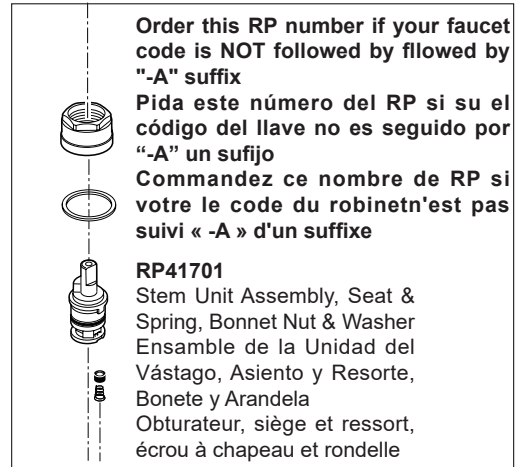 Order this RP number if your faucet
code is NOT followed by fllowed by
"-A" suffix
Pida este número del RP si su el
código del llave no es seguido por
“-A” un sufijo
Commandez ce nombre de RP si
votre le code du robinetn'est pas
suivi « -A » d'un suffixe
RP41701
Stem Unit Assembly, Seat &
Spring, Bonnet Nut & Washer
Ensamble de la Unidad del
Vástago, Asiento y Resorte,
Bonete y Arandela
Obturateur, siège et ressort,
écrou à chapeau et rondelle